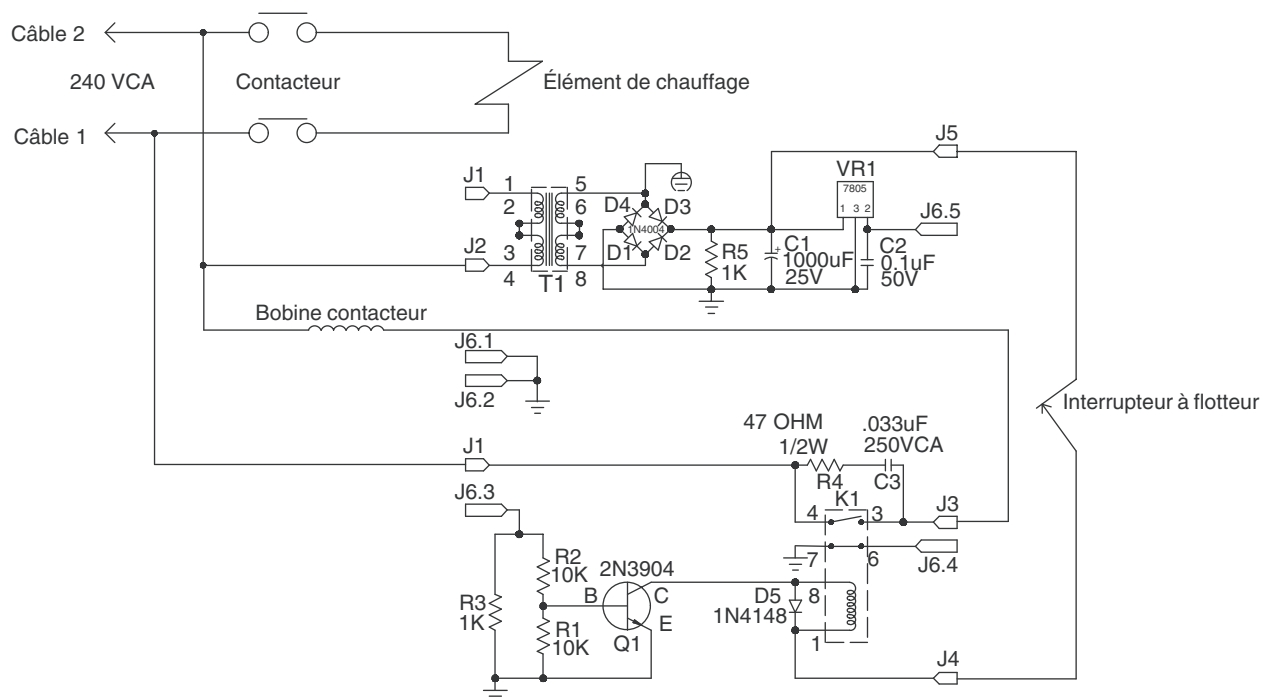 Câble 2
240 VCA
Contacteur
Élément de chauffage
Câble 1
J5
VR1
7805
1 3 2
J6.5
J1
1
2
5
6
D4
D3
1N4004
J2
3
4
7
8
D1
D2
T1
R5
1K
+
C1
1000uF
25V
C2
0.1uF
50V
Bobine contacteur
J6.1
J6.2
Interrupteur à flotteur
47 OHM
1/2W
.033uF
250VCA
J1
R4
C3
K1
J6.3
4
3
J3
7
6
J6.4
R2
10K
2N3904
B
C
E
R3
1K
R1
10K
Q1
D5
1N4148
8
1
J4